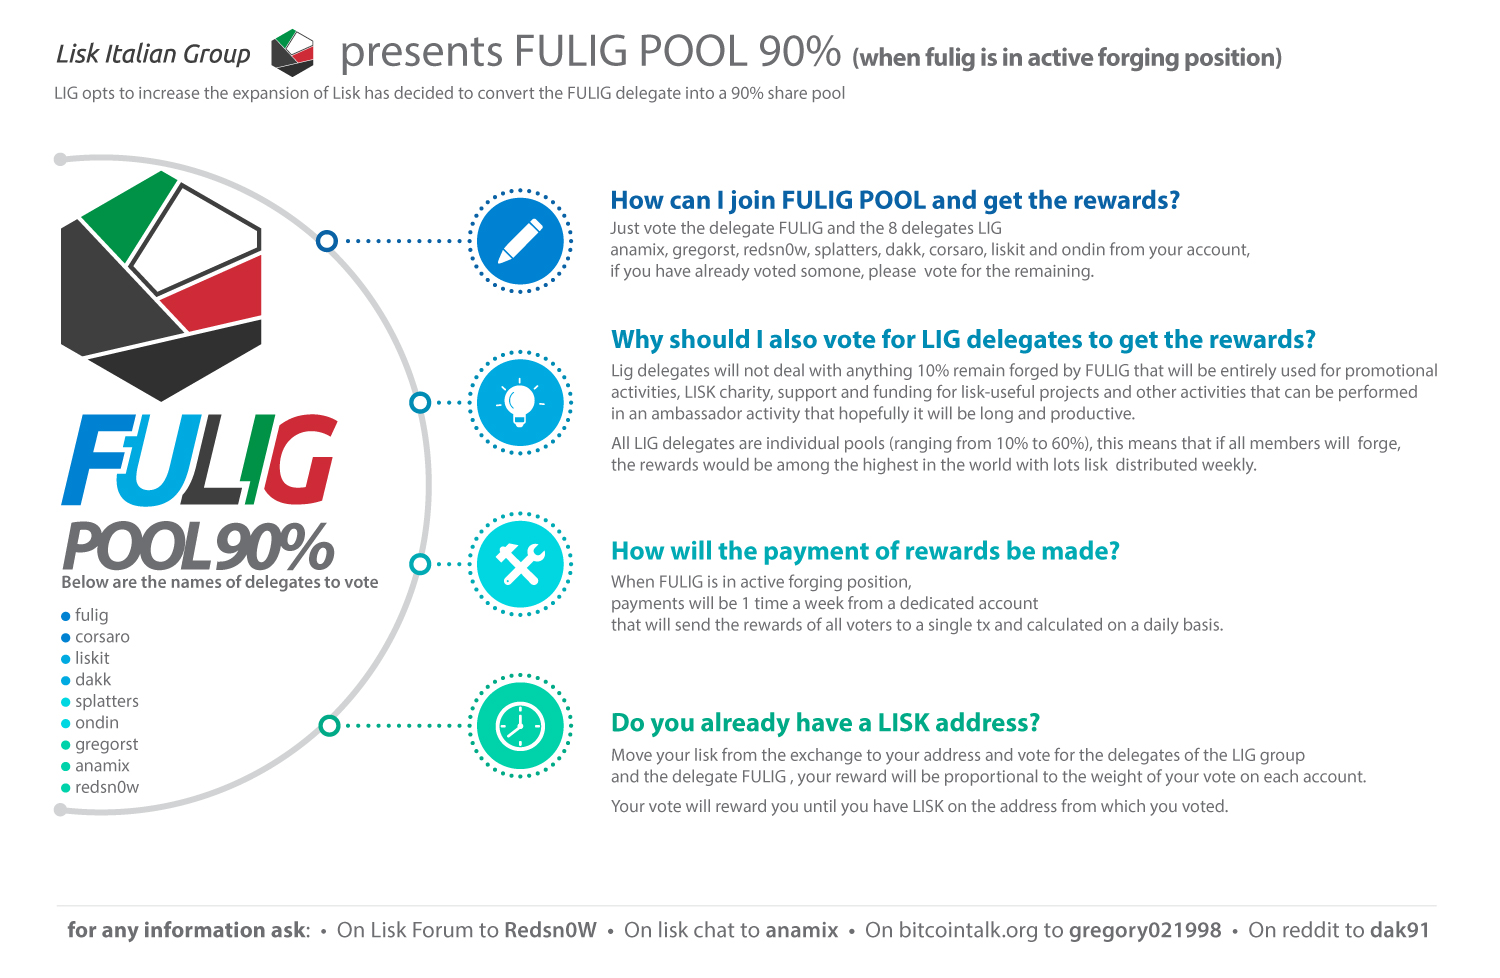 Lisk Italian Group presents FULIG POOL 90% (when fulig is in active forging position)
LIG opts to increase the expansion of Lisk has decided to convert the FULIG delegate into a 90% share pool
FULIG
POOL 90%
Below are the names of delegates to vote
fulig
corsaro
liskit
dakk
splatters
ondin
gregorst
anamix
redsn0w
How can I join FULIG POOL and get the rewards?
Just vote the delegate FULIG and the 8 delegates LIG
anamix, gregorst, redsn0w, splatters, dakk, corsaro, liskit and ondin from your account,
if you have already voted somone, please vote for the remaining.
Why should I also vote for LIG delegates to get the rewards?
Lig delegates will not deal with anything 10% remain forged by FULIG that will be entirely used for promotional
activities, LISK charity, support and funding for lisk-useful projects and other activities that can be performed
in an ambassador activity that hopefully it will be long and productive.
All LIG delegates are individual pools (ranging from 10% to 60%), this means that if all members will forge,
the rewards would be among the highest in the world with lots lisk distributed weekly.
How will the payment of rewards be made?
When FULIG is in active forging position,
payments will be 1 time a week from a dedicated account
that will send the rewards of all voters to a single tx and calculated on a daily basis.
Do you already have a LISK address?
Move your lisk from the exchange to your address and vote for the delegates of the LIG group
and the delegate FULIG , your reward will be proportional to the weight of your vote on each account.
Your vote will reward you until you have LISK on the address from which you voted.
for any information ask: • On Lisk Forum to Redsn0W • On lisk chat to anamix • On bitcointalk.org to gregory021998 • On reddit to dak91